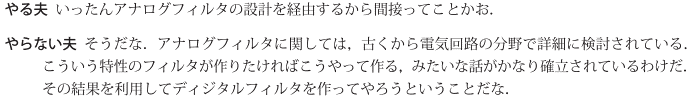 やる夫 いったんアナログフィルタの設計を経由するから間接ってことかお．
やらない夫 そうだな．アナログフィルタに関しては，古くから電気回路の分野で詳細に検討されている．
こういう特性のフィルタが作りたければこうやって作る，みたいな話がかなり確立されているわけだ．
その結果を利用してディジタルフィルタを作ってやろうということだな．